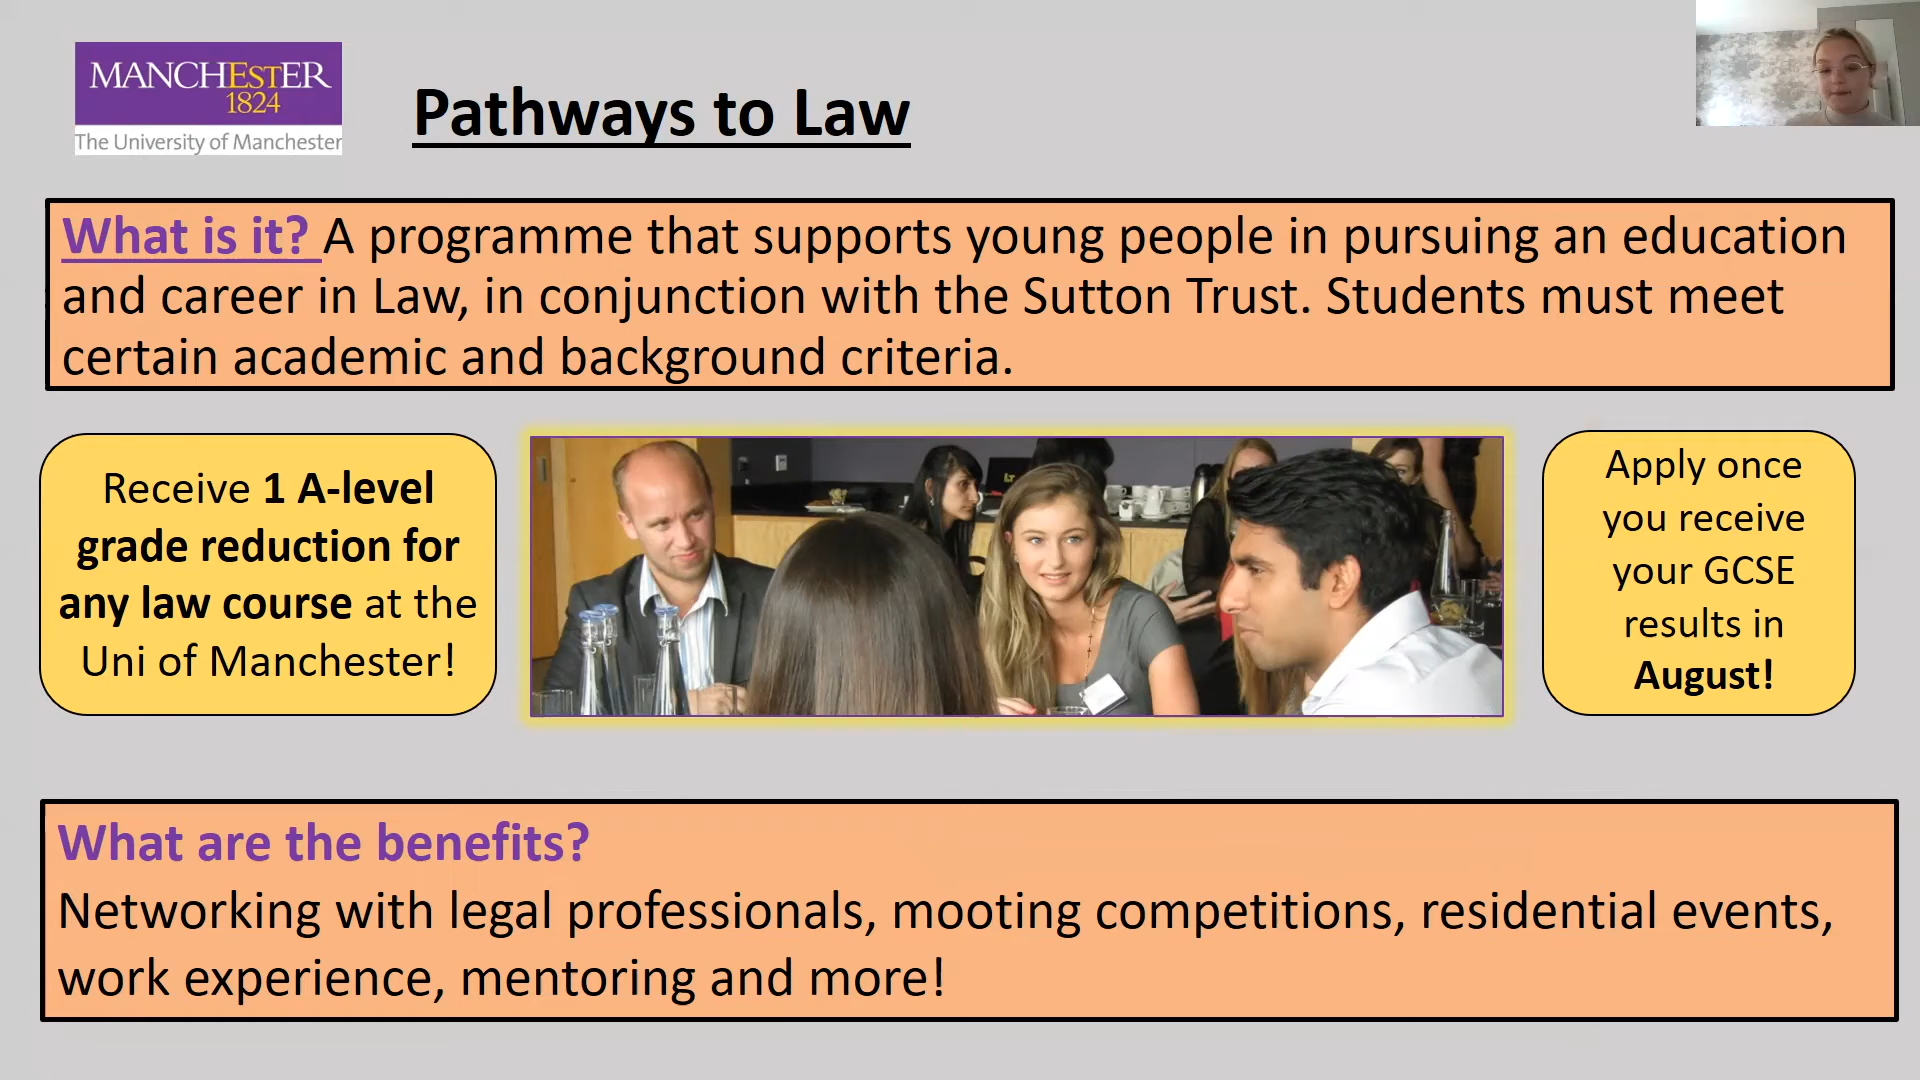 MANCHESTER
1824
The University of Manchester
Pathways to Law
What is it? A programme that supports young people in pursuing an education
and career in Law, in conjunction with the Sutton Trust. Students must meet
certain academic and background criteria.
Receive 1 A-level
grade reduction for
any law course at the
Uni of Manchester!
Apply once
you receive
your GCSE
results in
August!
What are the benefits?
Networking with legal professionals, mooting competitions, residential events,
work experience, mentoring and more!